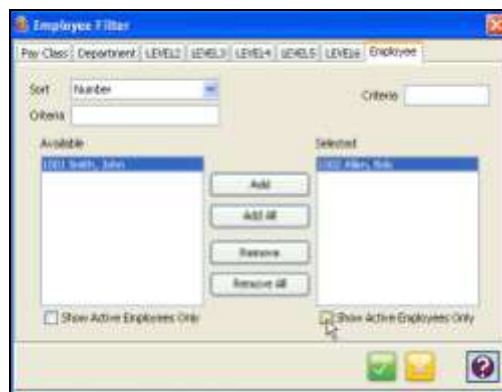 Employee Filter
Pay Class Department LEVEL2 LEVEL3 LEVEL4 LEVEL5 LEVEL6 Employee
Sort Number Criteria
Criteria
Available Selected
1001 Smith, John 1002 Allen,
Add
Add All
Remove
Remove All
Show Active Employees Only Show Active Employees Only
?